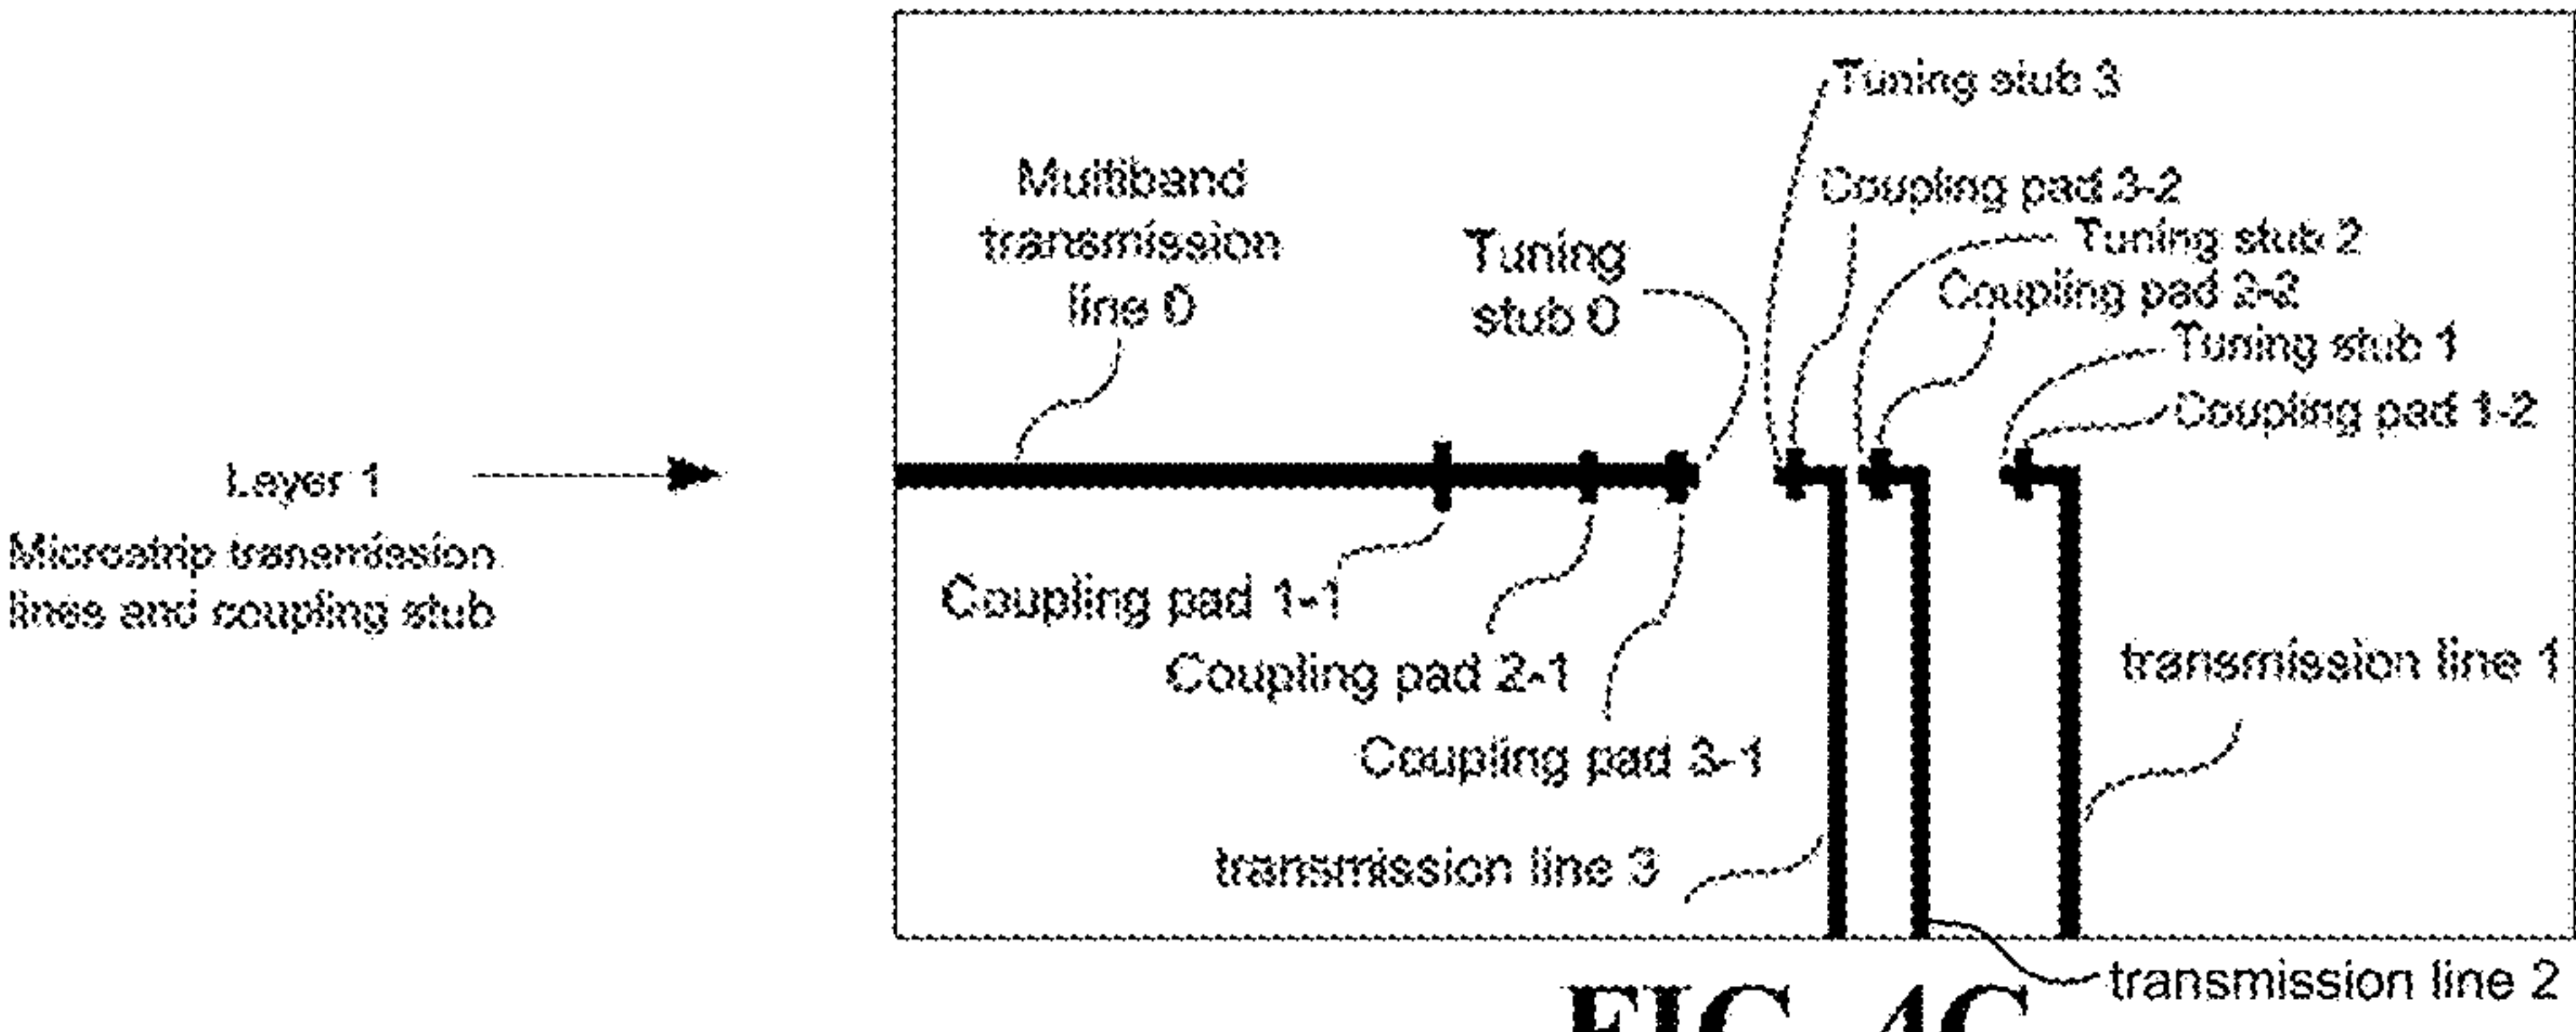 Tuning stub 3
Multiband
transmission
line 0
Coupling pad 3-2
Tuning
stub 0
Tuning stub 2
Coupling pad 2-2
Tuning stub 1
Coupling pad 1-2
Layer 1
Microstrip transmission
lines and coupling stub
Coupling pad 1-1
Coupling pad 2-1
Coupling pad 3-1
transmission line 1
transmission line 3
transmission line 2
FIG. 4C